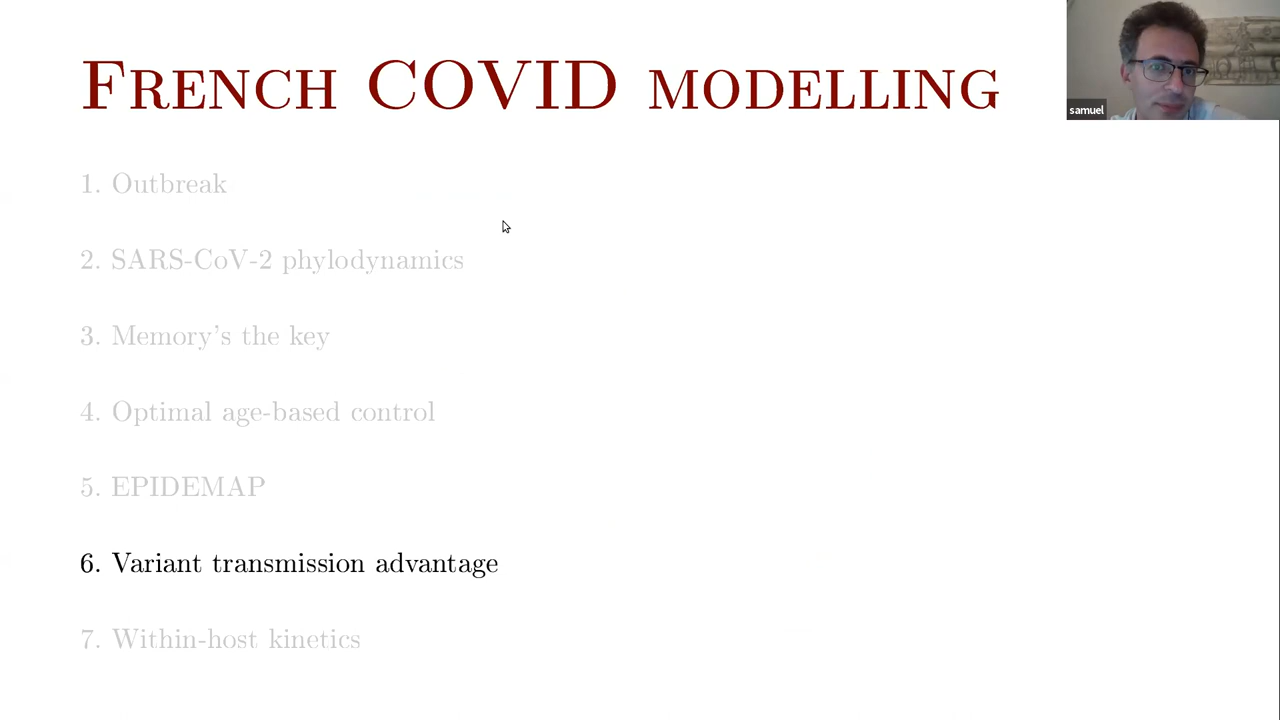 French COVID modelling
samuel
1. Outbreak
2. SARS-CoV-2 phylodynamics
3. Memory's the key
4. Optimal age-based control
5. EPIDEMAP
6. Variant transmission advantage
7. Within-host kinetics